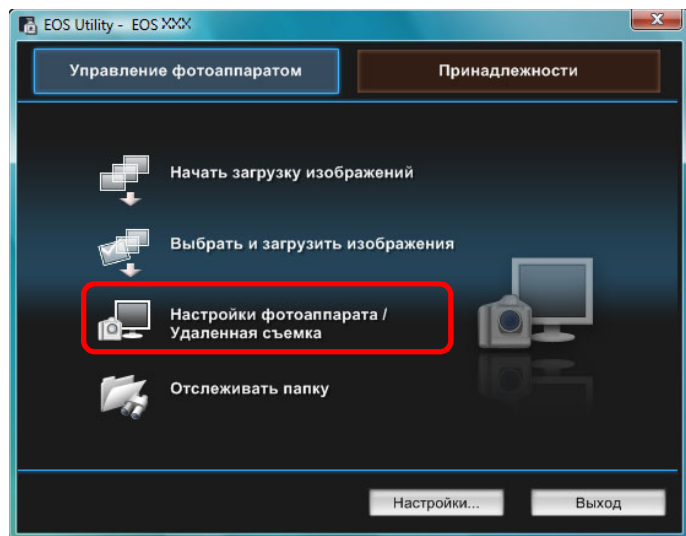 EOS Utility - EOS XXX
Управление фотоаппаратом
Принадлежности
Начать загрузку изображений
Выбрать и загрузить изображения
Настройки фотоаппарата /
Удаленная съемка
Отслеживать папку
Настройки...
Выход